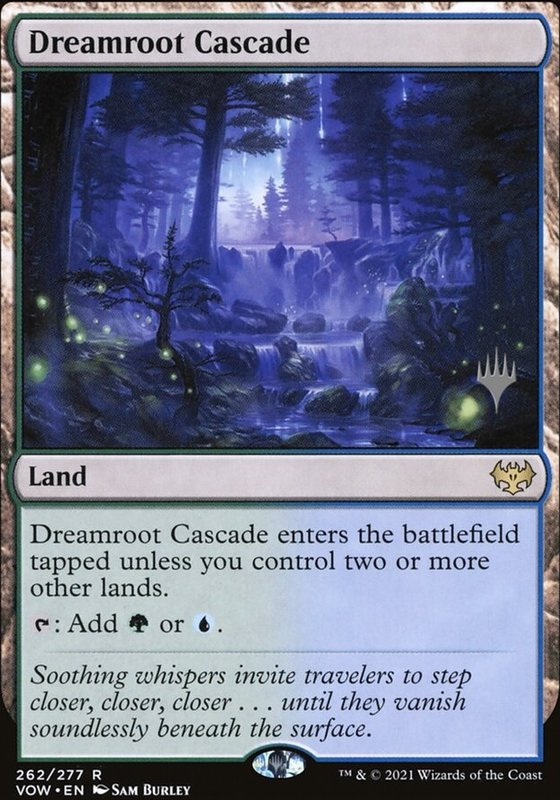 Dreamroot Cascade
Land
Dreamroot Cascade enters the battlefield
tapped unless you control two or more
other lands.
: Add or .
Soothing whispers invite travelers to step
closer, closer, closer . . . until they vanish
soundlessly beneath the surface.
262/277 R
VOW • EN SAM BURLEY
™ & © 2021 Wizards of the Coast